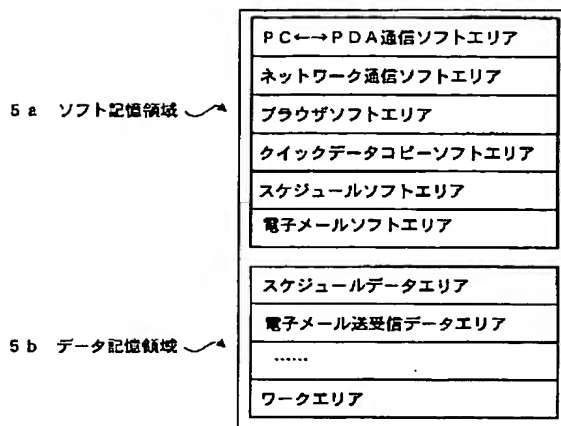 PC←→PDA通信ソフトエリア
ネットワーク通信ソフトエリア
5a ソフト記憶領域
ブラウザソフトエリア
クイックデータコピーソフトエリア
スケジュールソフトエリア
電子メールソフトエリア
スケジュールデータエリア
電子メール送受信データエリア
5b データ記憶領域
……
ワークエリア